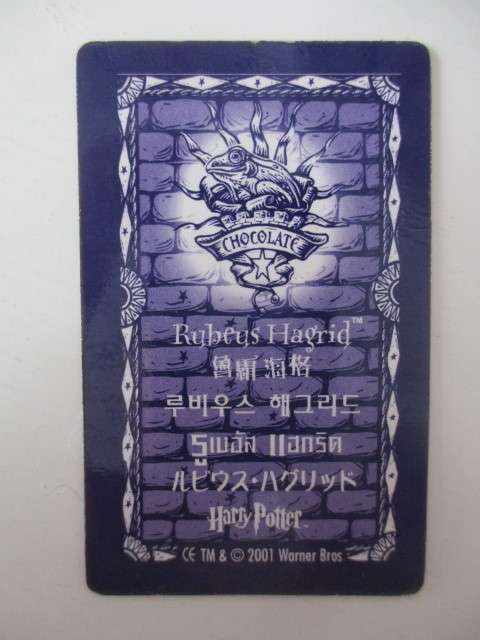 CHOCOLATE
Rubeus Hagrid™
魯霸海格
루비우스 해그리드
รูเบอัส แฮกริด
ルビウス・ハグリッド
Harry Potter™
CE TM & © 2001 Warner Bros